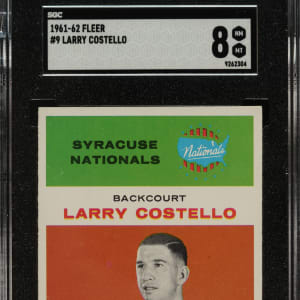 SGC
1961-62 FLEER
#9 LARRY COSTELLO
8
NM
MT
9262304
SYRACUSE
NATIONALS
Nationals
BACKCOURT
LARRY COSTELLO